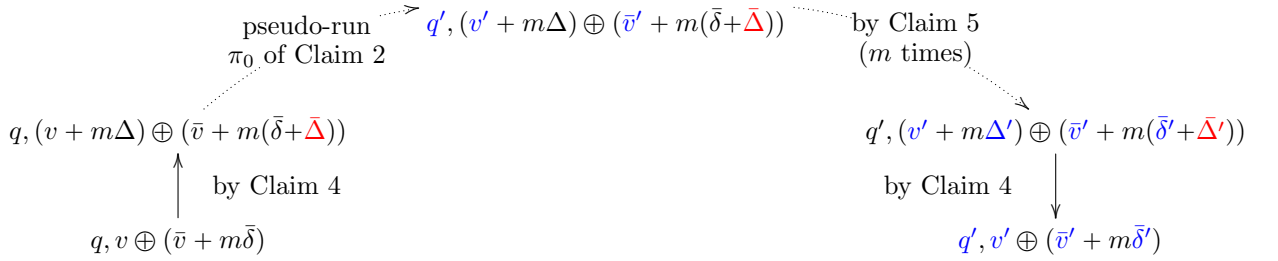 pseudo-run
π₀ of Claim 2
q′, (v′ + mΔ) ⊕ (v̄′ + m(δ̄+Δ̄))
by Claim 5
(m times)
q, (v + mΔ) ⊕ (v̄ + m(δ̄+Δ̄))
q′, (v′ + mΔ′) ⊕ (v̄′ + m(δ̄′+Δ̄′))
by Claim 4
by Claim 4
q, v ⊕ (v̄ + mδ̄)
q′, v′ ⊕ (v̄′ + mδ̄′)